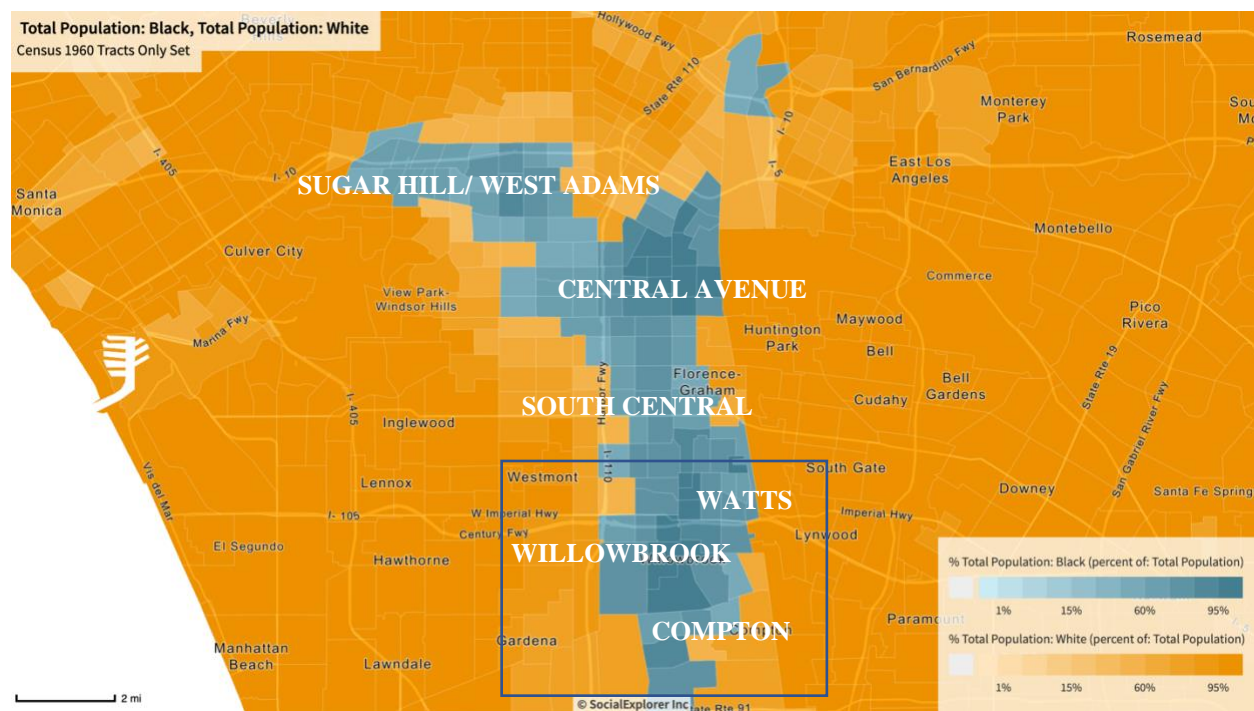 Total Population: Black, Total Population: White
Census 1960 Tracts Only Set
Hollywood Fwy
State Rte 110
San Bernardino Fwy
Rosemead
Monterey
Park
I- 405
I- 10
I- 10
I- 5
East Los
Angeles
Santa
Monica
SUGAR HILL/ WEST ADAMS
Culver City
Montebello
View Park-
Windsor Hills
CENTRAL AVENUE
Commerce
Marina Fwy
Huntington
Park
Maywood
Bell
Pico
Rivera
State Rte 19
San Gabriel River Fwy
Florence-
Graham
Cudahy
Bell
Gardens
I- 405
Harbor Fwy
SOUTH CENTRAL
Inglewood
I- 110
Vis del Mar
Lennox
Westmont
South Gate
Downey
Santa Fe Spring
WATTS
I- 105
W Imperial Hwy
Century Fwy
Imperial Hwy
Lynwood
El Segundo
Hawthorne
WILLOWBROOK
Paramount
COMPTON
Compton
Gardena
Manhattan
Beach
Lawndale
% Total Population: Black (percent of: Total Population)
1% 15% 60% 95%
% Total Population: White (percent of: Total Population)
1% 15% 60% 95%
2 mi
© SocialExplorer Inc
State Rte 91